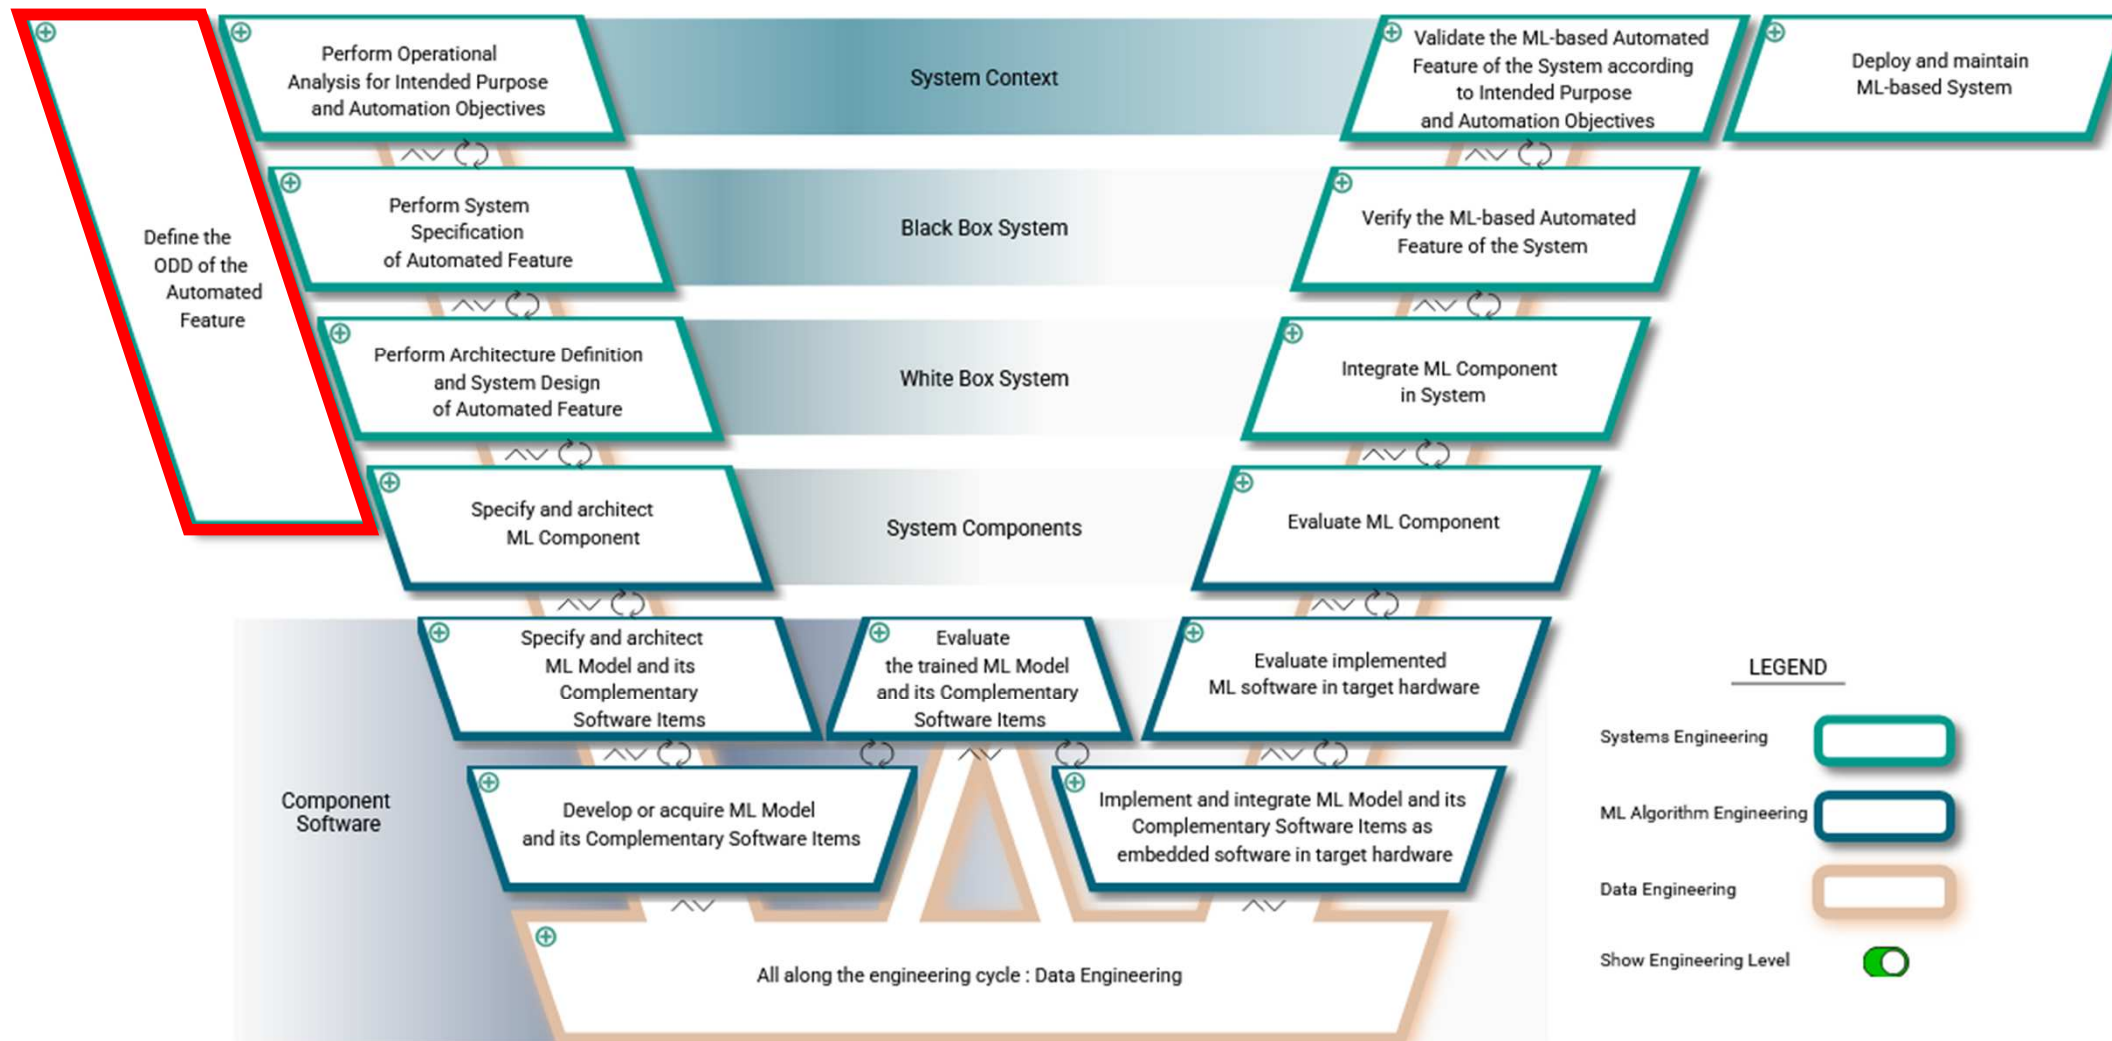 Perform Operational
Analysis for Intended Purpose
and Automation Objectives
System Context
Validate the ML-based Automated
Feature of the System according
to Intended Purpose
and Automation Objectives
Deploy and maintain
ML-based System
Define the
ODD of the
Automated
Feature
Perform System
Specification
of Automated Feature
Black Box System
Verify the ML-based Automated
Feature of the System
Perform Architecture Definition
and System Design
of Automated Feature
White Box System
Integrate ML Component
in System
Specify and architect
ML Component
System Components
Evaluate ML Component
Specify and architect
ML Model and its
Complementary
Software Items
Evaluate
the trained ML Model
and its Complementary
Software Items
Evaluate implemented
ML software in target hardware
Component
Software
Develop or acquire ML Model
and its Complementary Software Items
Implement and integrate ML Model and its
Complementary Software Items as
embedded software in target hardware
All along the engineering cycle : Data Engineering
LEGEND
Systems Engineering
ML Algorithm Engineering
Data Engineering
Show Engineering Level